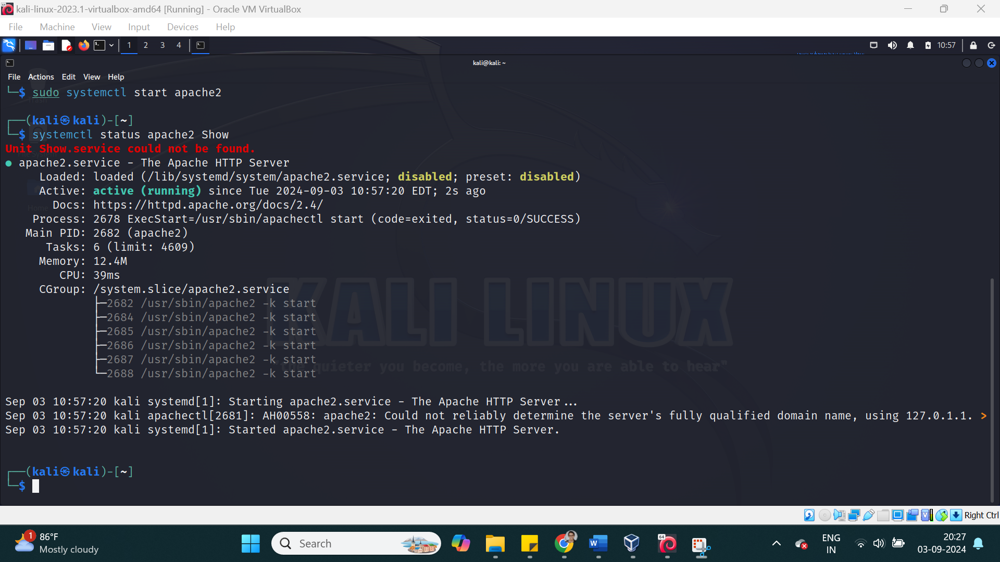 kali-linux-2023.1-virtualbox-amd64 [Running] - Oracle VM VirtualBox
File Machine View Input Devices Help
1 2 3 4 10:57
kali@kali: ~
File Actions Edit View Help
└─$ sudo systemctl start apache2
┌──(kali㉿kali)-[~]
└─$ systemctl status apache2 Show
Unit Show.service could not be found.
● apache2.service - The Apache HTTP Server
Loaded: loaded (/lib/systemd/system/apache2.service; disabled; preset: disabled)
Active: active (running) since Tue 2024-09-03 10:57:20 EDT; 2s ago
Docs: https://httpd.apache.org/docs/2.4/
Process: 2678 ExecStart=/usr/sbin/apachectl start (code=exited, status=0/SUCCESS)
Main PID: 2682 (apache2)
Tasks: 6 (limit: 4609)
Memory: 12.4M
CPU: 39ms
CGroup: /system.slice/apache2.service
├─2682 /usr/sbin/apache2 -k start
├─2684 /usr/sbin/apache2 -k start
├─2685 /usr/sbin/apache2 -k start
├─2686 /usr/sbin/apache2 -k start
├─2687 /usr/sbin/apache2 -k start
└─2688 /usr/sbin/apache2 -k start
KALI LINUX
"the quieter you become, the more you are able to hear"
Sep 03 10:57:20 kali systemd[1]: Starting apache2.service - The Apache HTTP Server...
Sep 03 10:57:20 kali apachectl[2681]: AH00558: apache2: Could not reliably determine the server's fully qualified domain name, using 127.0.1.1. >
Sep 03 10:57:20 kali systemd[1]: Started apache2.service - The Apache HTTP Server.
┌──(kali㉿kali)-[~]
└─$
Right Ctrl
1 86°F
Mostly cloudy
Search
64
ENG
IN
20:27
03-09-2024